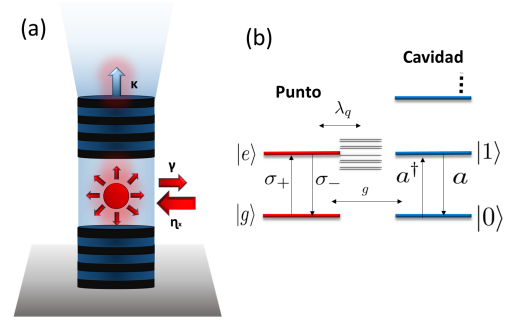 (a)
κ
γ
ηₓ
(b)
Punto
Cavidad
λ_q
|e⟩
|1⟩
σ₊
σ₋
a†
a
g
|g⟩
|0⟩